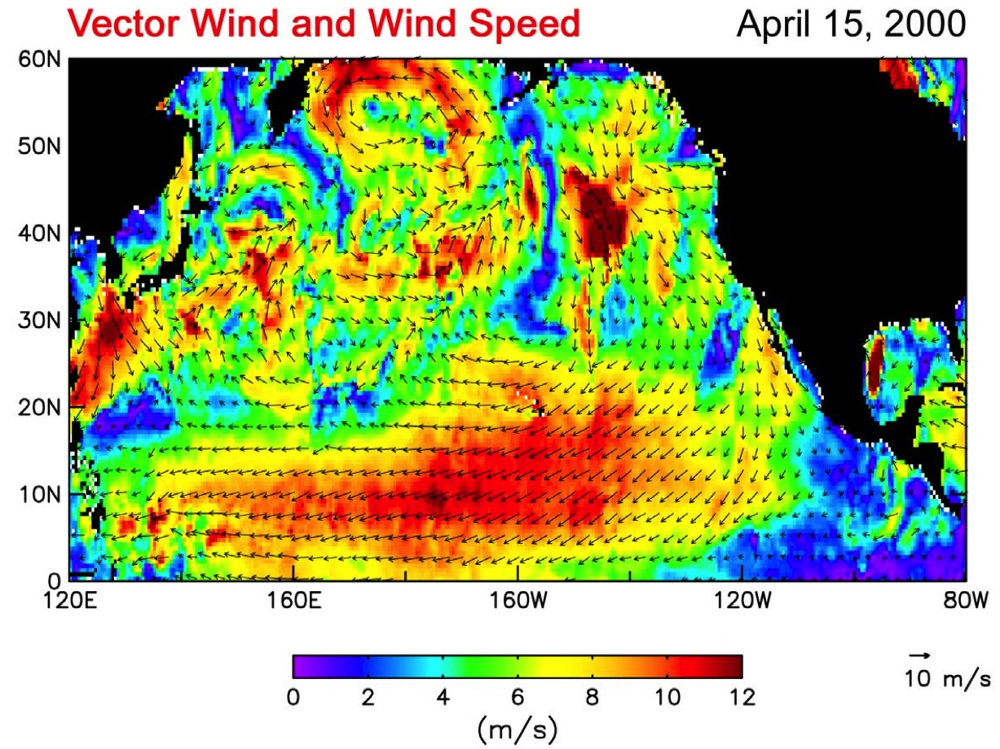 Vector Wind and Wind Speed
April 15, 2000
60N
50N
40N
30N
20N
10N
0
120E
160E
160W
120W
80W
0
2
4
6
8
10
12
(m/s)
10 m/s